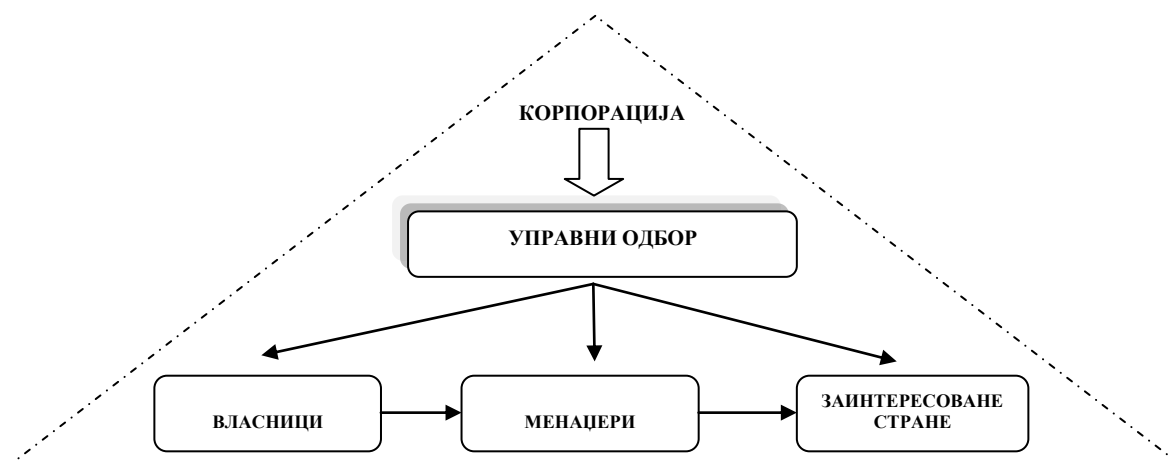 КОРПОРАЦИЈА
УПРАВНИ ОДБОР
ВЛАСНИЦИ
МЕНАЏЕРИ
ЗАИНТЕРЕСОВАНЕ
СТРАНЕ